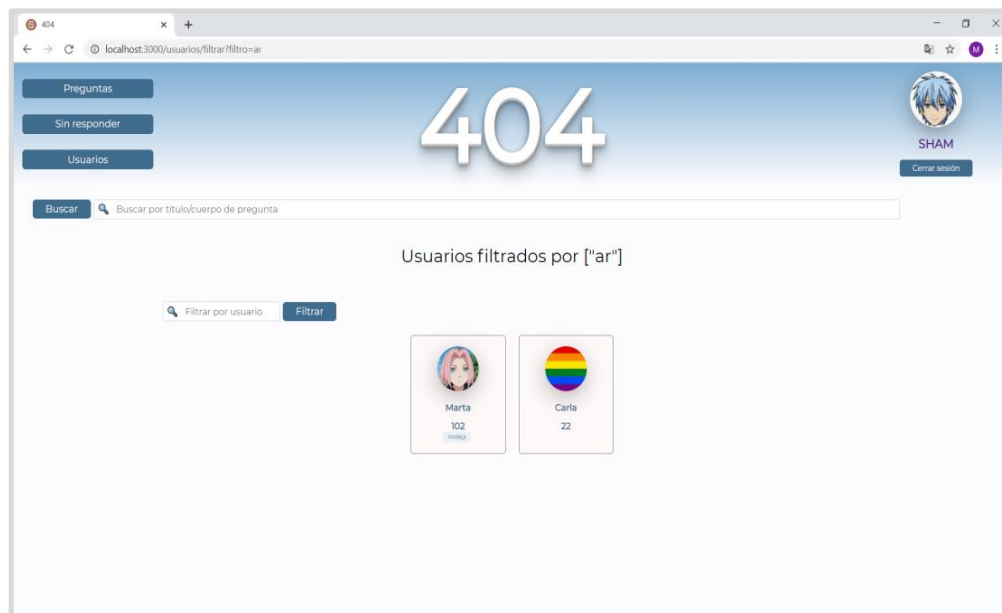 404
localhost:3000/usuarios/filtrar?filtro=ar
M
Preguntas
Sin responder
Usuarios
404
SHAM
Cerrar sesión
Buscar
Buscar por título/cuerpo de pregunta
Usuarios filtrados por ["ar"]
Filtrar por usuario
Filtrar
Marta
102
nodejs
Carla
22